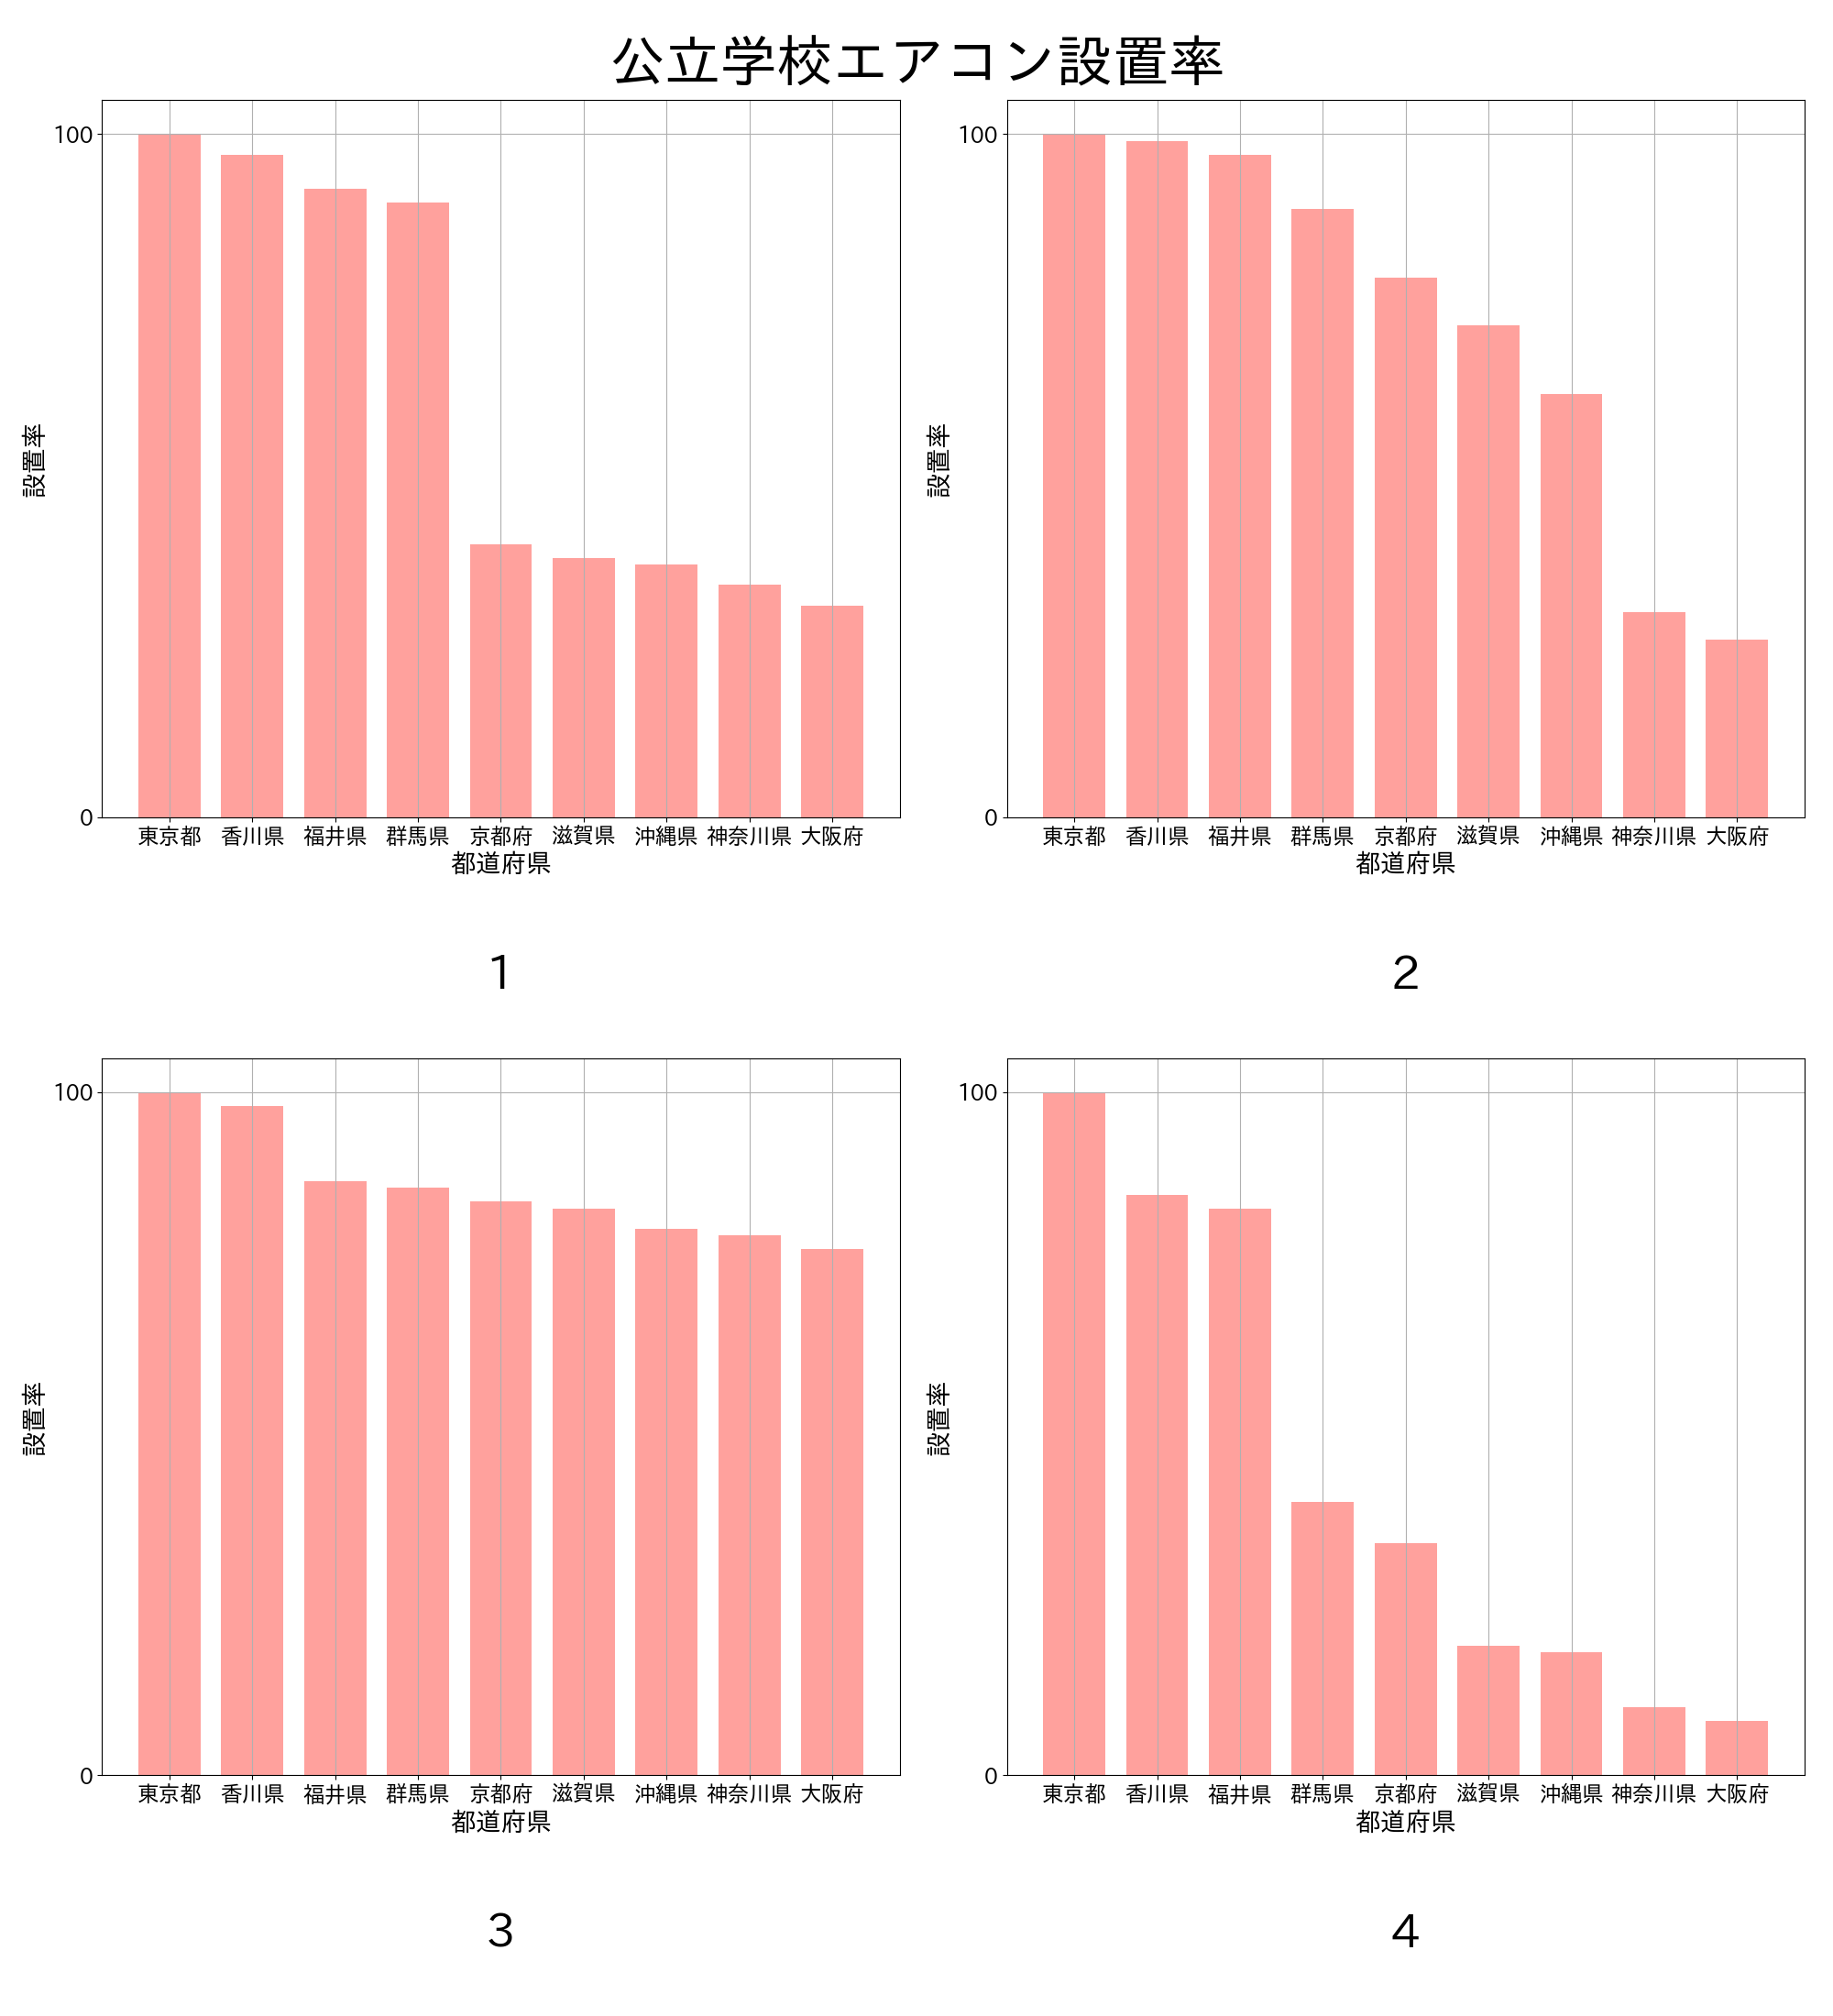 公立学校エアコン設置率
100
0
設置率
東京都 香川県 福井県 群馬県 京都府 滋賀県 沖縄県 神奈川県 大阪府
都道府県
1
100
0
設置率
東京都 香川県 福井県 群馬県 京都府 滋賀県 沖縄県 神奈川県 大阪府
都道府県
2
100
0
設置率
東京都 香川県 福井県 群馬県 京都府 滋賀県 沖縄県 神奈川県 大阪府
都道府県
3
100
0
設置率
東京都 香川県 福井県 群馬県 京都府 滋賀県 沖縄県 神奈川県 大阪府
都道府県
4